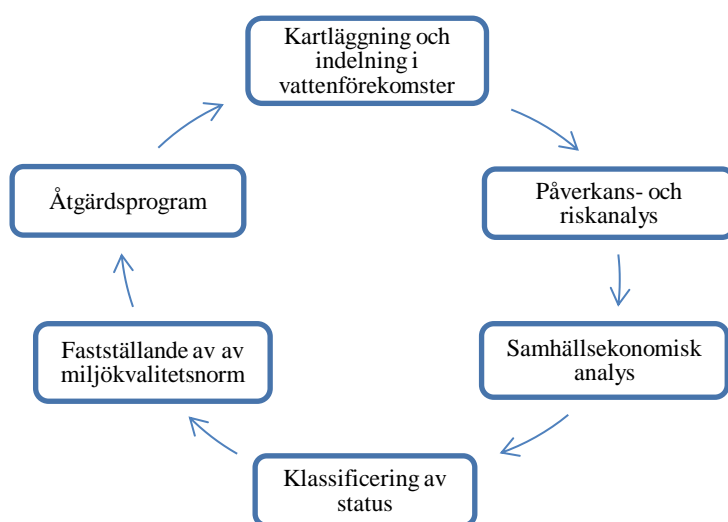 Kartläggning och
indelning i
vattenförekomster
Påverkans- och
riskanalys
Samhällsekonomisk
analys
Klassificering av
status
Fastställande av av
miljökvalitetsnorm
Åtgärdsprogram